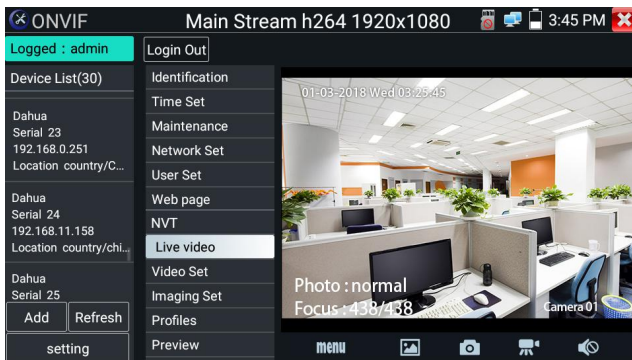 ONVIF
Main Stream h264 1920x1080
3:45 PM
Logged : admin
Login Out
Device List(30)
Dahua
Serial 23
192.168.0.251
Location country/C...
Dahua
Serial 24
192.168.11.158
Location country/chi...
Dahua
Serial 25
Add
Refresh
setting
Identification
Time Set
Maintenance
Network Set
User Set
Web page
NVT
Live video
Video Set
Imaging Set
Profiles
Preview
01-03-2018 Wed 03:25:45
Photo : normal
Focus : 438/438
Camera 01
menu